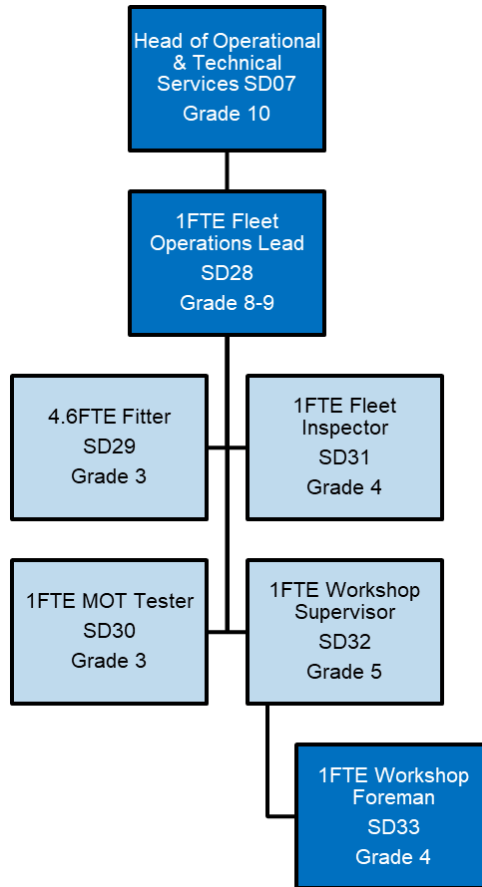 Head of Operational
& Technical
Services SD07
Grade 10
1FTE Fleet
Operations Lead
SD28
Grade 8-9
4.6FTE Fitter
SD29
Grade 3
1FTE Fleet
Inspector
SD31
Grade 4
1FTE MOT Tester
SD30
Grade 3
1FTE Workshop
Supervisor
SD32
Grade 5
1FTE Workshop
Foreman
SD33
Grade 4